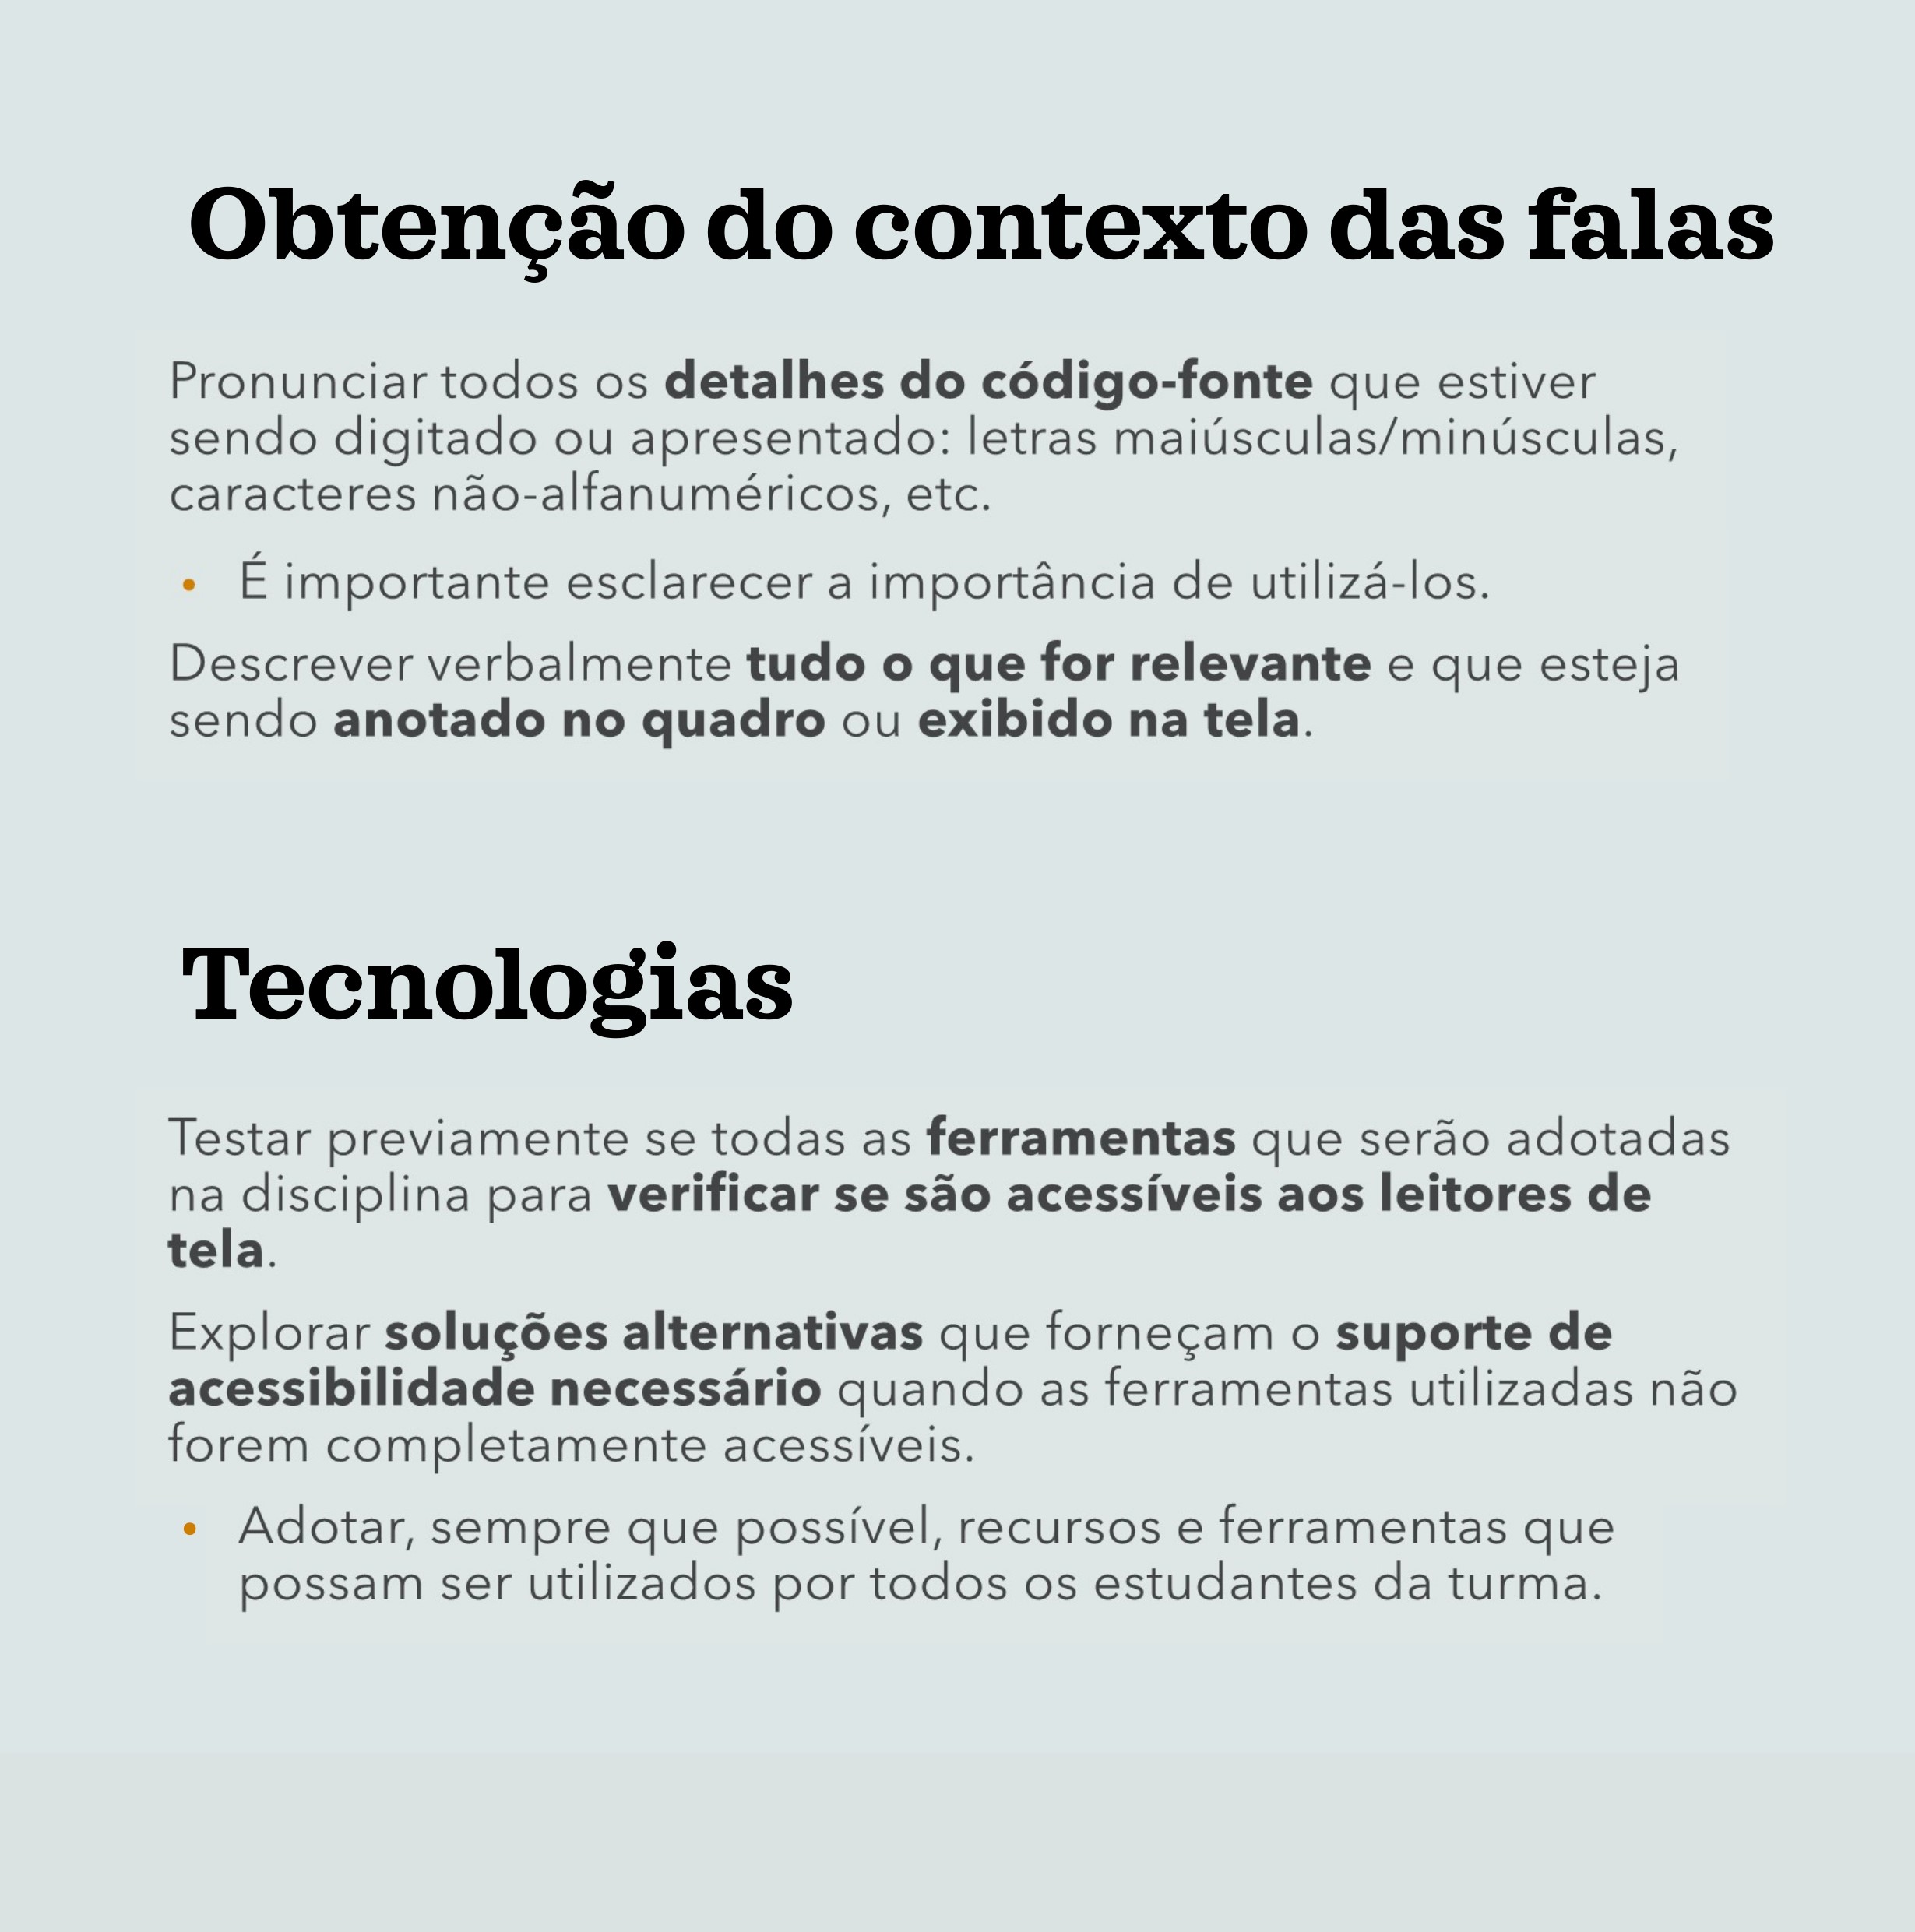 Obtenção do contexto das falas
Pronunciar todos os detalhes do código-fonte que estiver
sendo digitado ou apresentado: letras maiúsculas/minúsculas,
caracteres não-alfanuméricos, etc.
• É importante esclarecer a importância de utilizá-los.
Descrever verbalmente tudo o que for relevante e que esteja
sendo anotado no quadro ou exibido na tela.
Tecnologias
Testar previamente se todas as ferramentas que serão adotadas
na disciplina para verificar se são acessíveis aos leitores de
tela.
Explorar soluções alternativas que forneçam o suporte de
acessibilidade necessário quando as ferramentas utilizadas não
forem completamente acessíveis.
• Adotar, sempre que possível, recursos e ferramentas que
possam ser utilizados por todos os estudantes da turma.